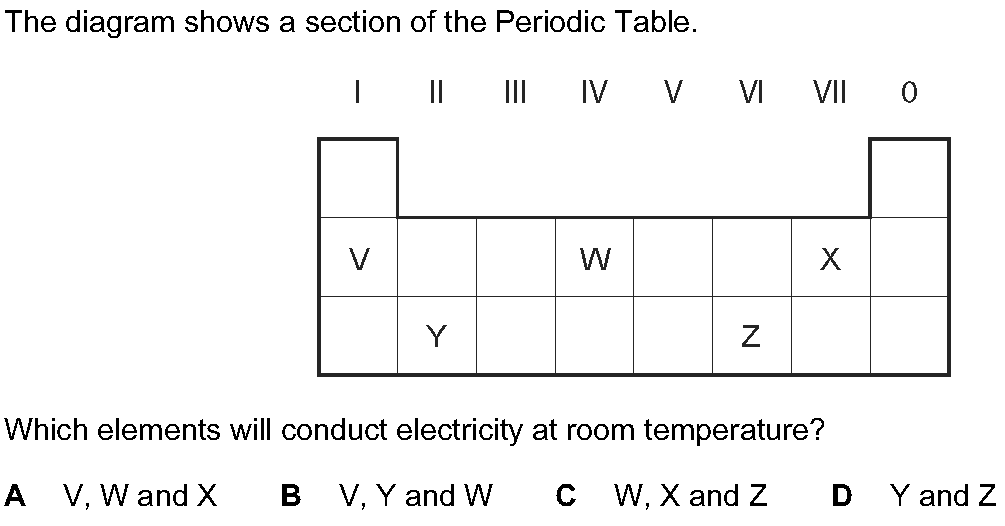 The diagram shows a section of the Periodic Table.
I II III IV V VI VII 0
V W X
Y Z
Which elements will conduct electricity at room temperature?
A V, W and X B V, Y and W C W, X and Z D Y and Z